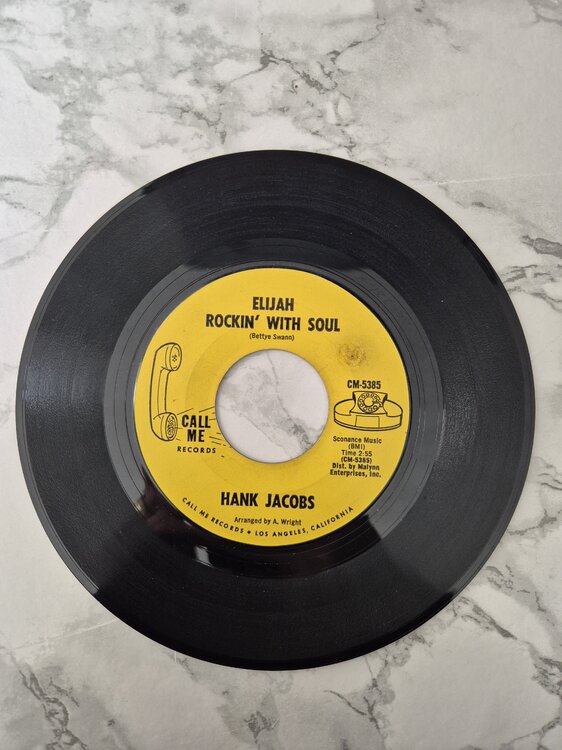 ELIJAH
ROCKIN' WITH SOUL
(Bettye Swann)
CALL
ME
RECORDS
CM-5385
Sconance Music
(BMI)
Time 2:55
(CM-5385)
Dist. by Malynn
Enterprises, Inc.
HANK JACOBS
Arranged by A. Wright
CALL ME RECORDS • LOS ANGELES, CALIFORNIA